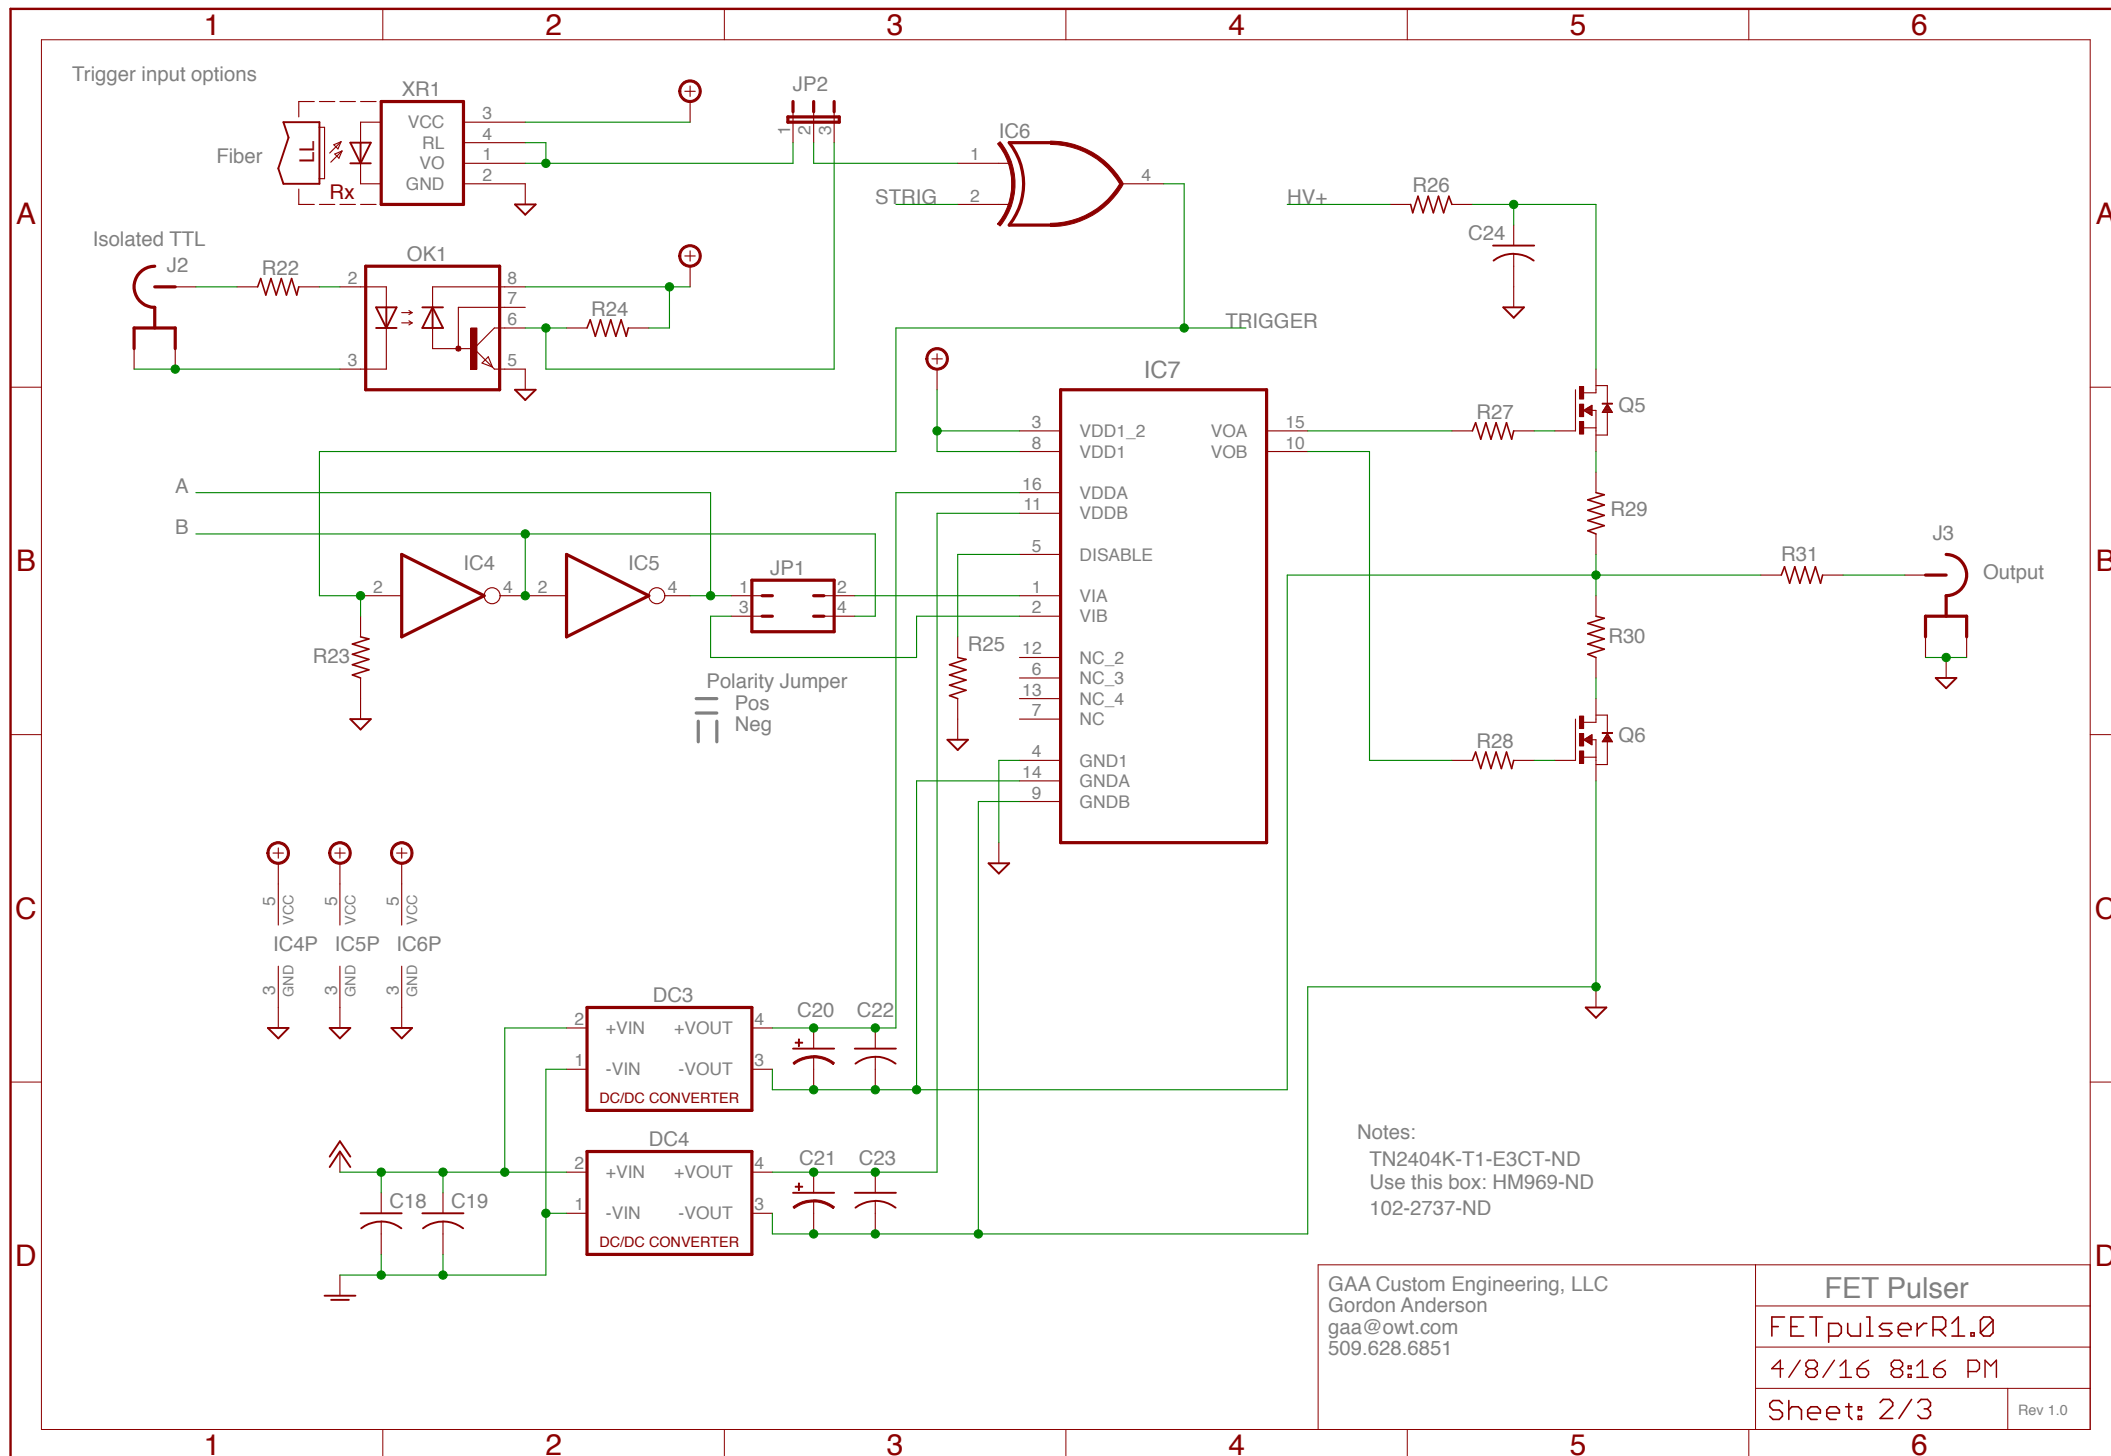 1 2 3 4 5 6
Trigger input options
XR1
VCC 3
RL 4
VO 1
GND 2
Fiber
LL
Rx
JP2
1 2 3
IC6
1
STRIG 2
4
HV+
R26
C24
A A
Isolated TTL
J2
R22
OK1
2
3
8
7
6
5
R24
TRIGGER
IC7
3 VDD1_2
8 VDD1
16 VDDA
11 VDDB
5 DISABLE
1 VIA
2 VIB
12 NC_2
6 NC_3
13 NC_4
7 NC
4 GND1
14 GNDA
9 GNDB
VOA 15
VOB 10
R27
Q5
R29
A
B
B B
IC4
2 4
IC5
2 4
JP1
1 2
3 4
R23
R25
Polarity Jumper
Pos
Neg
R31
J3
Output
R30
R28
Q6
C C
5 VCC
IC4P
3 GND
5 VCC
IC5P
3 GND
5 VCC
IC6P
3 GND
DC3
2 +VIN +VOUT 4
1 -VIN -VOUT 3
DC/DC CONVERTER
C20 C22
DC4
2 +VIN +VOUT 4
1 -VIN -VOUT 3
DC/DC CONVERTER
C21 C23
C18 C19
D D
Notes:
TN2404K-T1-E3CT-ND
Use this box: HM969-ND
102-2737-ND
GAA Custom Engineering, LLC
Gordon Anderson
gaa@owt.com
509.628.6851
FET Pulser
FETpulserR1.0
4/8/16 8:16 PM
Sheet: 2/3
Rev 1.0
1 2 3 4 5 6